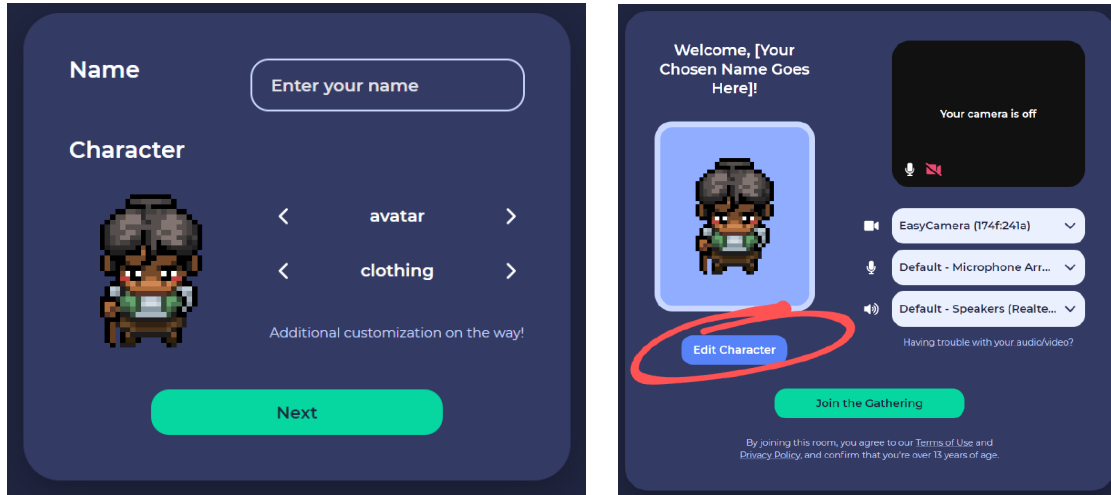 Name
Enter your name
Character
avatar
clothing
Additional customization on the way!
Next
Welcome, [Your
Chosen Name Goes
Here]!
Your camera is off
EasyCamera (174f:241a)
Default - Microphone Arr...
Default - Speakers (Realte...
Having trouble with your audio/video?
Edit Character
Join the Gathering
By joining this room, you agree to our Terms of Use and
Privacy Policy, and confirm that you're over 13 years of age.